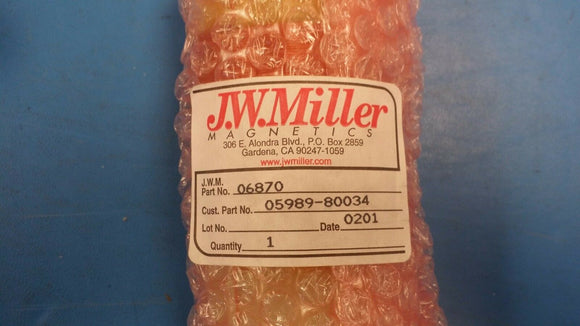 J.W.Miller
MAGNETICS
306 E. Alondra Blvd., P.O. Box 2859
Gardena, CA 90247-1059
www.jwmiller.com
J.W.M.
Part No. 06870
Cust. Part No. 05989-80034
Lot No. Date 0201
Quantity 1